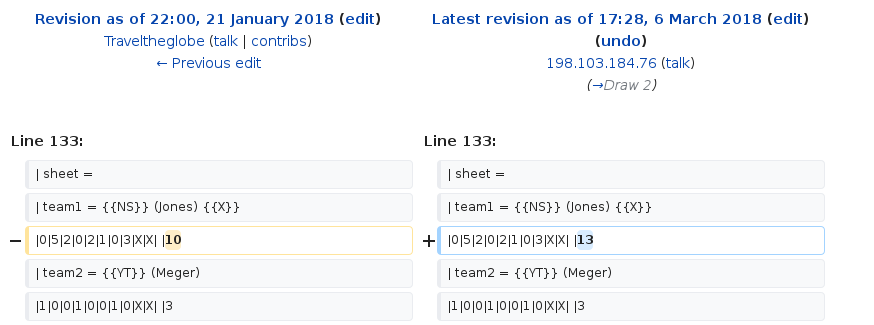 Revision as of 22:00, 21 January 2018 (edit)
Traveltheglobe (talk | contribs)
← Previous edit
Latest revision as of 17:28, 6 March 2018 (edit)
(undo)
198.103.184.76 (talk)
(→Draw 2)
Line 133:
Line 133:
| sheet =
| sheet =
| team1 = {{NS}} (Jones) {{X}}
| team1 = {{NS}} (Jones) {{X}}
− |0|5|2|0|2|1|0|3|X|X| |10
+ |0|5|2|0|2|1|0|3|X|X| |13
| team2 = {{YT}} (Meger)
| team2 = {{YT}} (Meger)
|1|0|0|1|0|0|1|0|X|X| |3
|1|0|0|1|0|0|1|0|X|X| |3